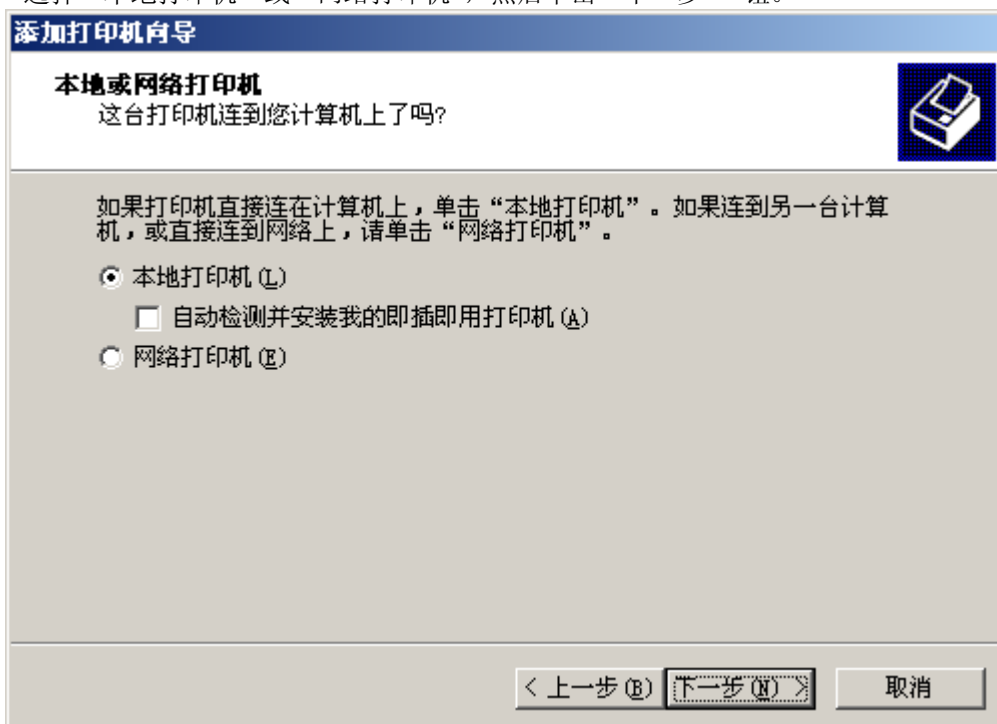 添加打印机向导
本地或网络打印机
这台打印机连到您计算机上了吗?
如果打印机直接连在计算机上，单击“本地打印机”。如果连到另一台计算
机，或直接连到网络上，请单击“网络打印机”。
本地打印机(L)
自动检测并安装我的即插即用打印机(A)
网络打印机(E)
< 上一步(B) 下一步(N) > 取消